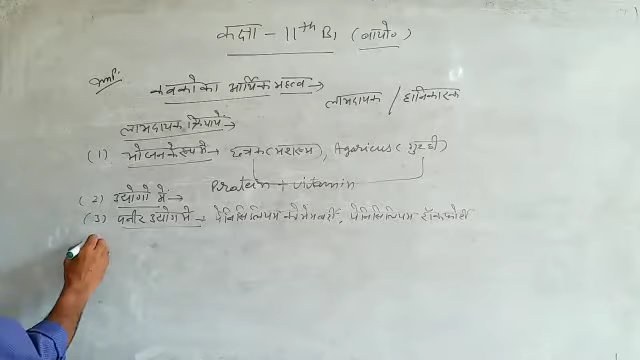 कक्षा - 11th B1 (बायो०)
Imp.
कवको का आर्थिक महत्व →
लाभदायक / हानिकारक
लाभदायक क्रियायें →
(1) भोजन के रूप में → छत्रक (मशरूम), Agaricus (गुच्छी)
Protein + vitamin
(2) उद्योगो में →
(3) पनीर उद्योग में → पेनिसिलियम केमेमबर्टी, पेनिसिलियम रॉकफोर्टी